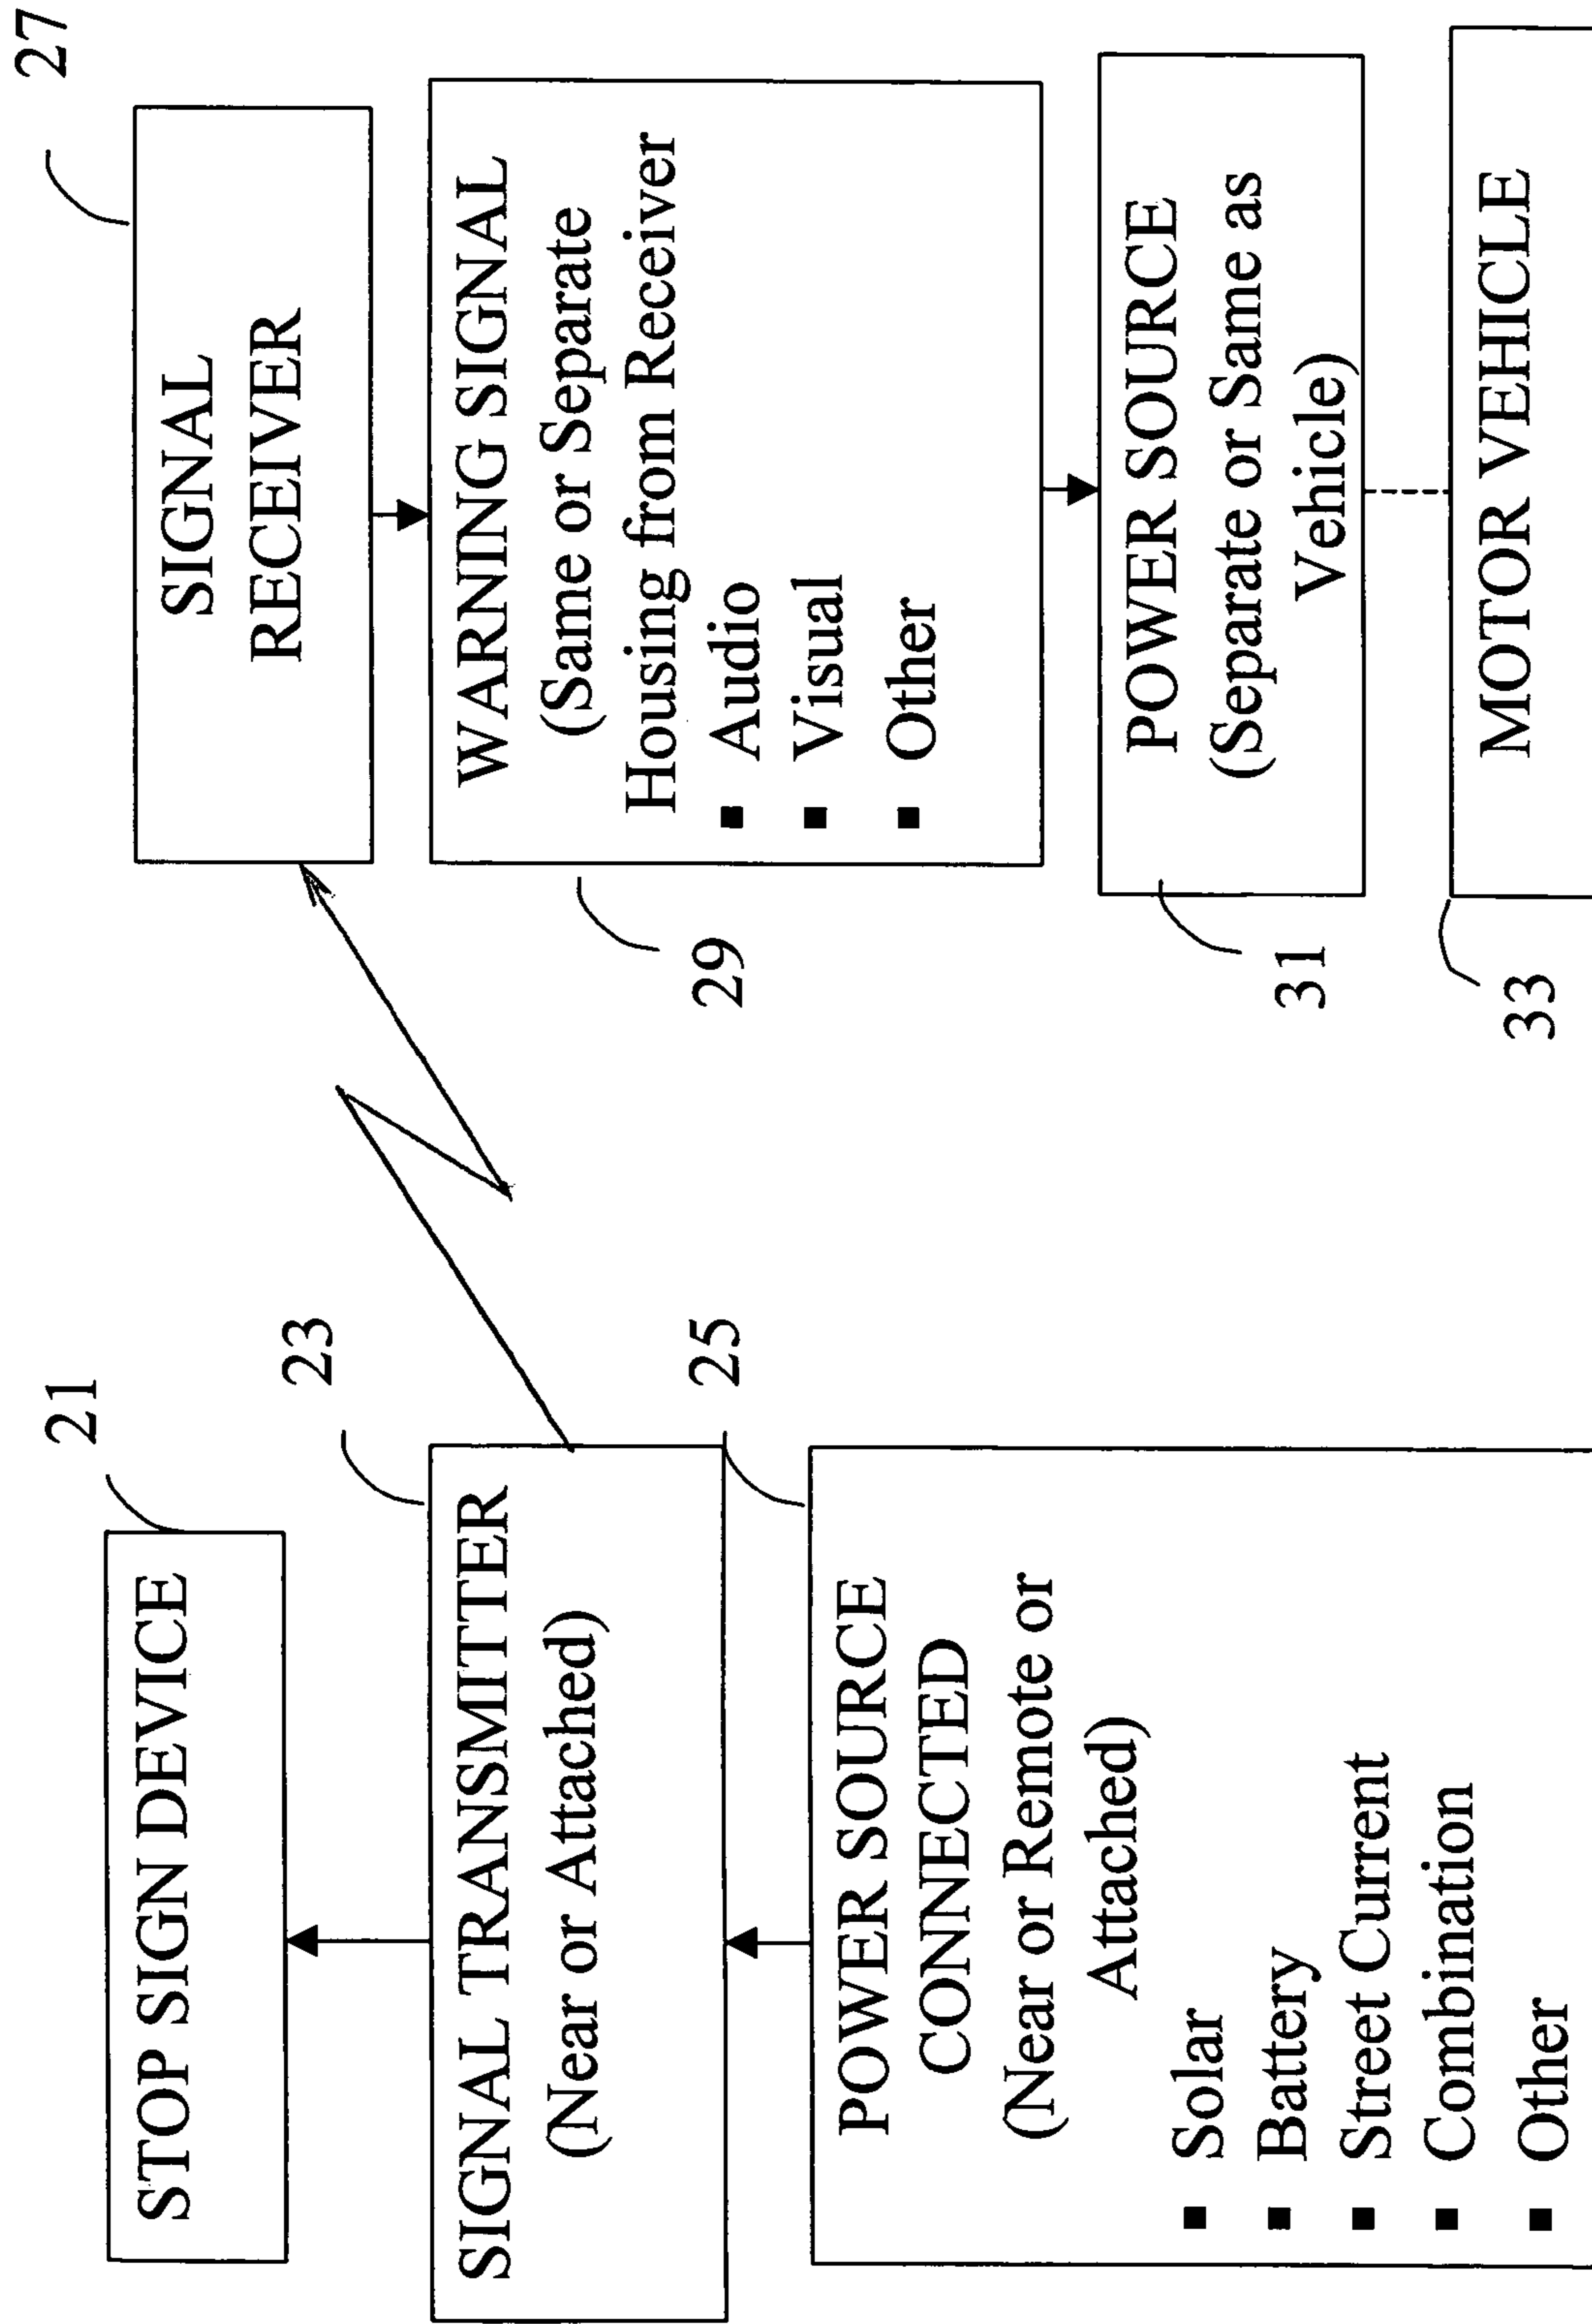 21
STOP SIGN DEVICE
23
SIGNAL TRANSMITTER
(Near or Attached)
25
POWER SOURCE
CONNECTED
(Near or Remote or
Attached)
▪ Solar
▪ Battery
▪ Street Current
▪ Combination
▪ Other
27
SIGNAL
RECEIVER
WARNING SIGNAL
(Same or Separate
Housing from Receiver
▪ Audio
▪ Visual
▪ Other
29
POWER SOURCE
(Separate or Same as
Vehicle)
31
MOTOR VEHICLE
33